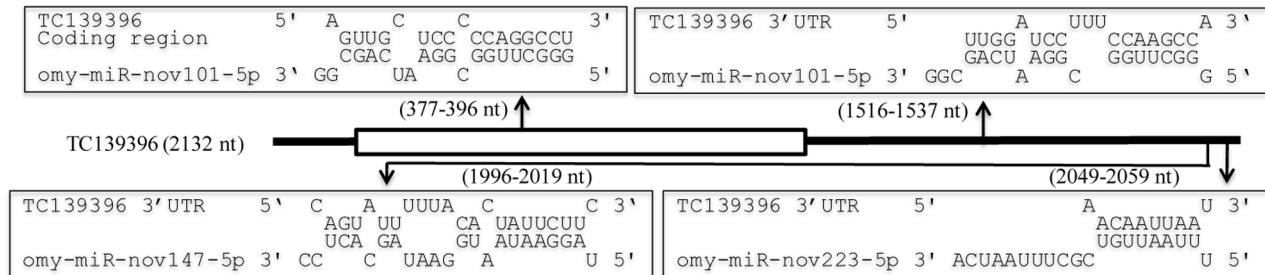 TC139396 5' A C C 3'
Coding region GUUG UCC CCAGGCCU
CGAC AGG GGUUCGGG
omy-miR-nov101-5p 3' GG UA C 5'
TC139396 3'UTR A UUU A 3'
UUGG UCC CCAAGCC
GACU AGG GGUUCGG
omy-miR-nov101-5p 3' GGC A C G 5'
(377-396 nt)
(1516-1537 nt)
TC139396 (2132 nt)
(1996-2019 nt)
(2049-2059 nt)
TC139396 3'UTR 5' C A UUUA C C 3'
AGU UU CA UAUUCUU
UCA GA GU AUAAGGA
omy-miR-nov147-5p 3' CC C UAAG A U 5'
TC139396 3'UTR 5' A U 3'
ACAAUUAA
UGUUAAUU
omy-miR-nov223-5p 3' ACUAAUUUCGC U 5'